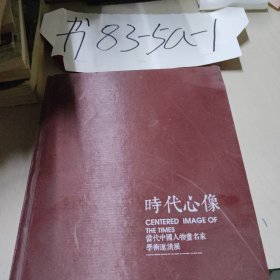 书83-5a-1
時代心像
CENTERED IMAGE OF
THE TIMES
當代中國人物畫名家
學術邀請展